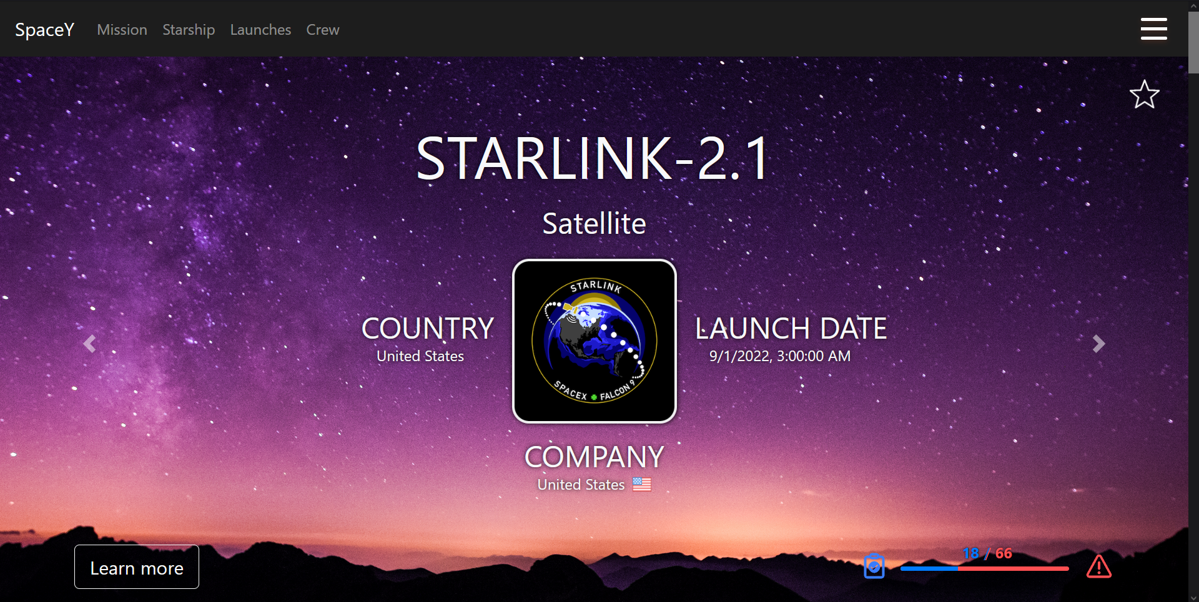 SpaceY Mission Starship Launches Crew
STARLINK-2.1
Satellite
STARLINK
SPACEX FALCON 9
COUNTRY
United States
LAUNCH DATE
9/1/2022, 3:00:00 AM
COMPANY
United States 🇺🇸
Learn more
18 / 66